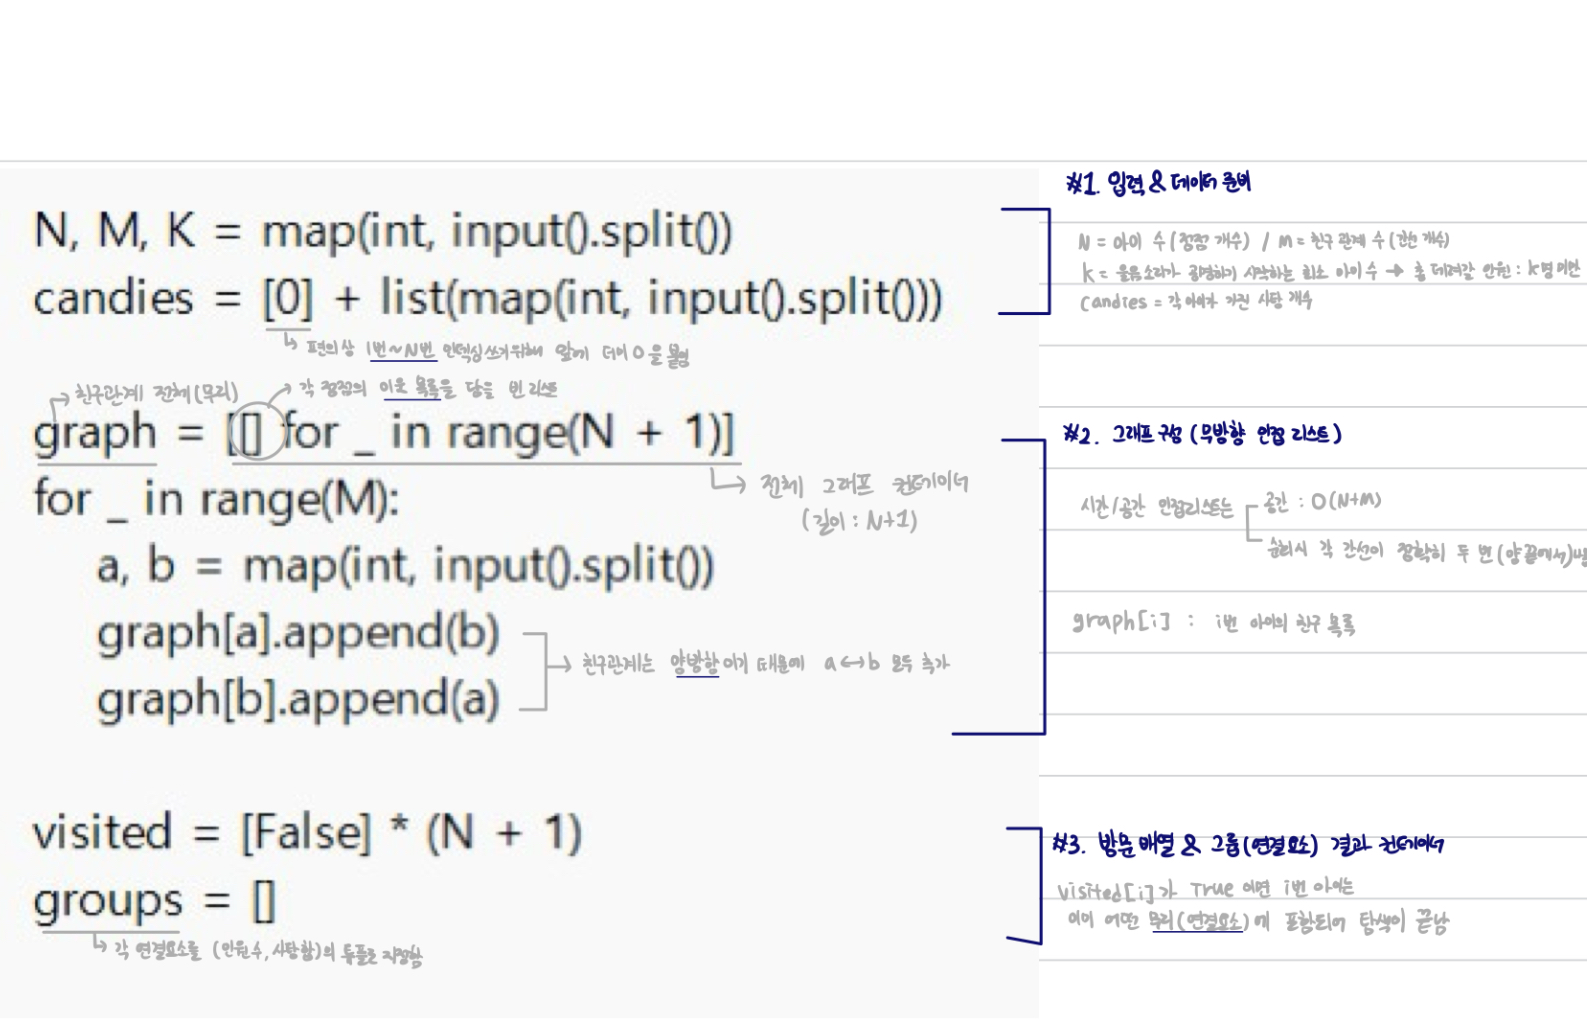 #1. 입력 & 데이터 준비
N, M, K = map(int, input().split())
N = 아이 수 (정점 개수) / M = 친구 관계 수 (간선 개수)
K = 울음소리가 공명하기 시작하는 최소 아이 수 → 총 데려갈 인원 : K명 미만
candies = [0] + list(map(int, input().split()))
candies = 각 아이가 가진 사탕 개수
↳ 편의상 1번~N번 인덱싱 쓰기위해 앞에 더미 0을 붙임
→ 친구관계 전체(무리)
→ 각 정점의 이웃 목록을 담을 빈 리스트
graph = [[] for _ in range(N + 1)]
#2. 그래프 구성 (무방향 인접 리스트)
→ 전체 그래프 컨테이너
(길이 : N+1)
for _ in range(M):
시간/공간 인접리스트는
공간 : O(N+M)
순회시 각 간선이 정확히 두 번 (양 끝에서)
a, b = map(int, input().split())
graph[a].append(b)
graph[i] : i번 아이의 친구 목록
→ 친구관계는 양방향이기 때문에 a↔b 모두 추가
graph[b].append(a)
visited = [False] * (N + 1)
#3. 방문 배열 & 그룹(연결요소) 결과 컨테이너
groups = []
visited[i]가 True 이면 i번 아이는
이미 어떤 무리(연결요소)에 포함되어 탐색이 끝남
↳ 각 연결요소를 (인원수, 사탕합)의 튜플로 저장함